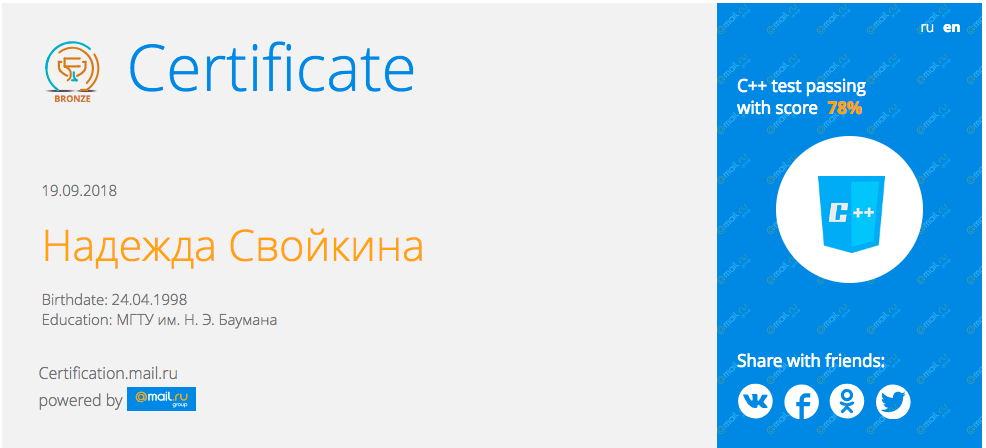 BRONZE
Certificate
19.09.2018
Надежда Свойкина
Birthdate: 24.04.1998
Education: МГТУ им. Н. Э. Баумана
Certification.mail.ru
powered by @mail.ru group
ru en
C++ test passing
with score 78%
C++
Share with friends: